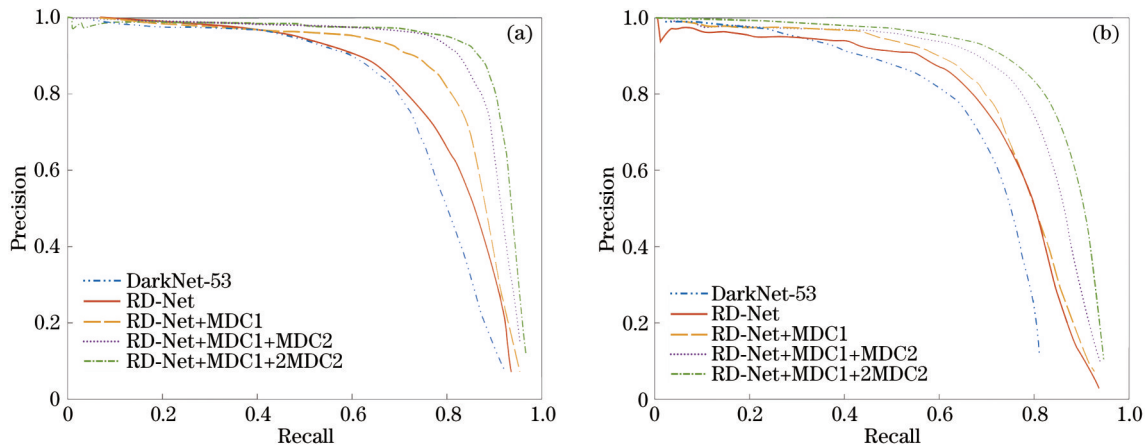 (a)
1.0
0.8
0.6
0.4
0.2
0
Precision
DarkNet-53
RD-Net
RD-Net+MDC1
RD-Net+MDC1+MDC2
RD-Net+MDC1+2MDC2
0 0.2 0.4 0.6 0.8 1.0
Recall
(b)
1.0
0.8
0.6
0.4
0.2
0
Precision
DarkNet-53
RD-Net
RD-Net+MDC1
RD-Net+MDC1+MDC2
RD-Net+MDC1+2MDC2
0 0.2 0.4 0.6 0.8 1.0
Recall